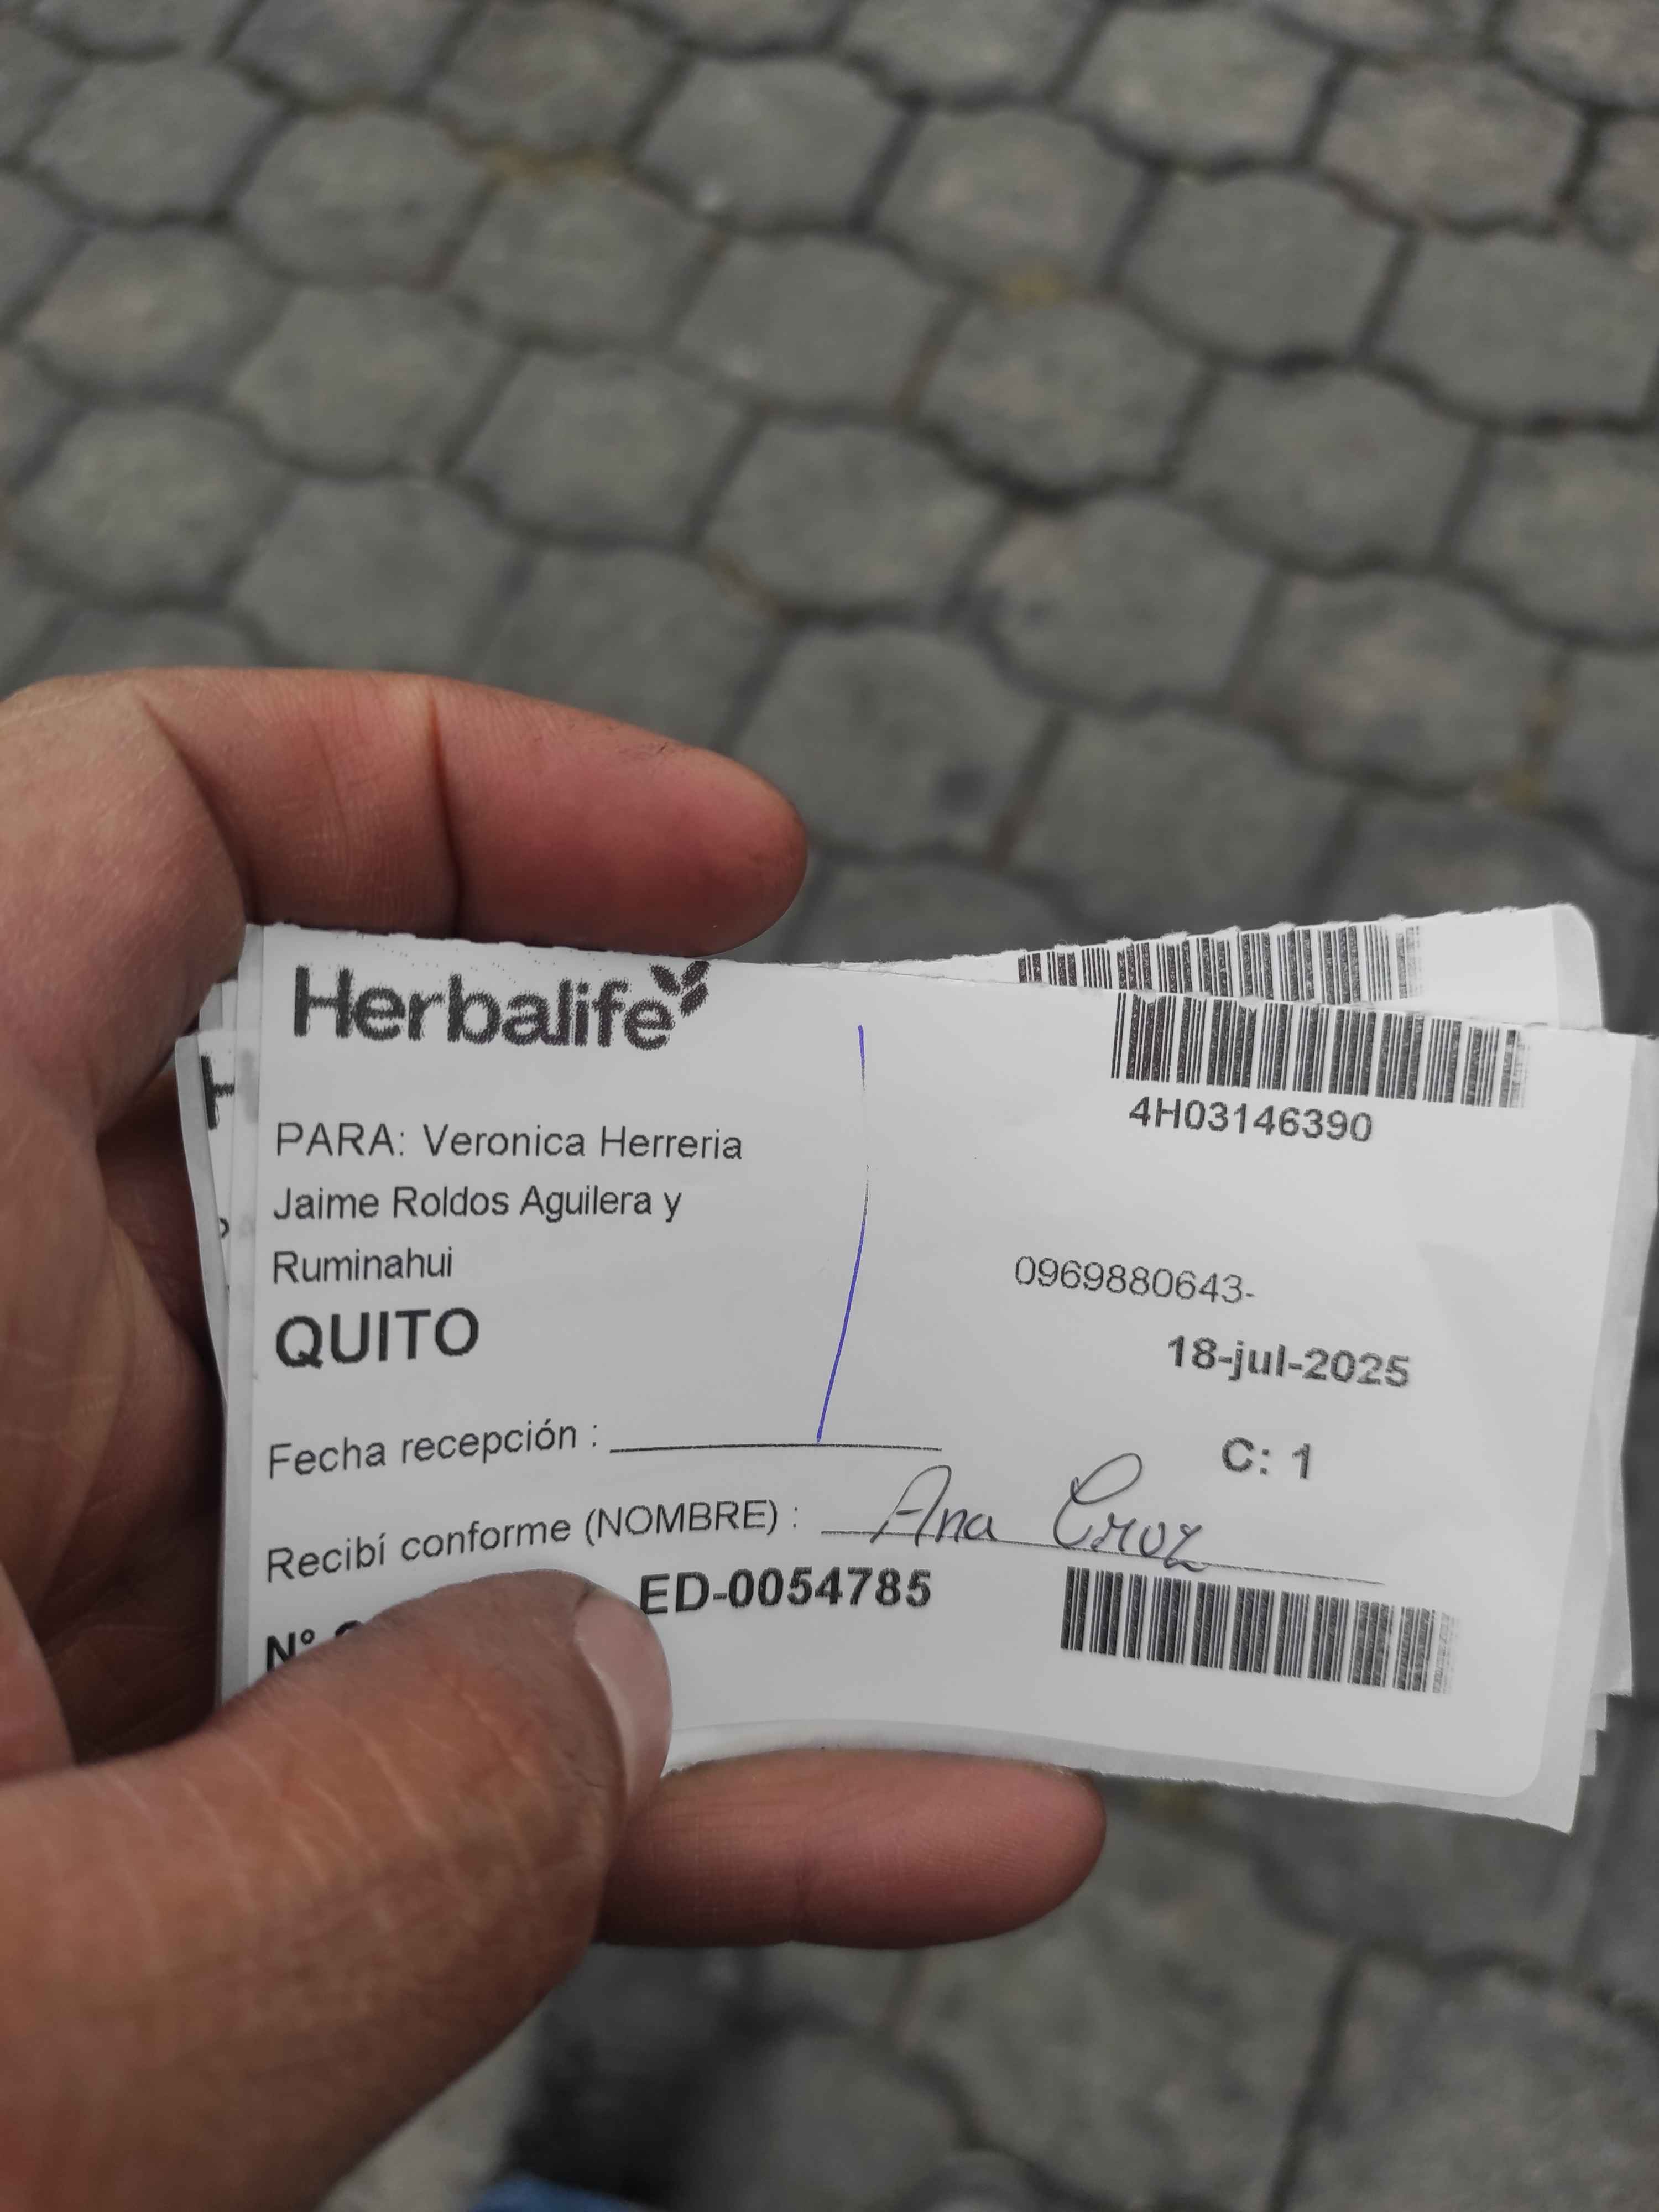 Herbalife
4H03146390
PARA: Veronica Herreria
Jaime Roldos Aguilera y
Ruminahui
0969880643-
QUITO
18-jul-2025
Fecha recepción :
C: 1
Recibí conforme (NOMBRE) : Ana Cruz
N°
ED-0054785